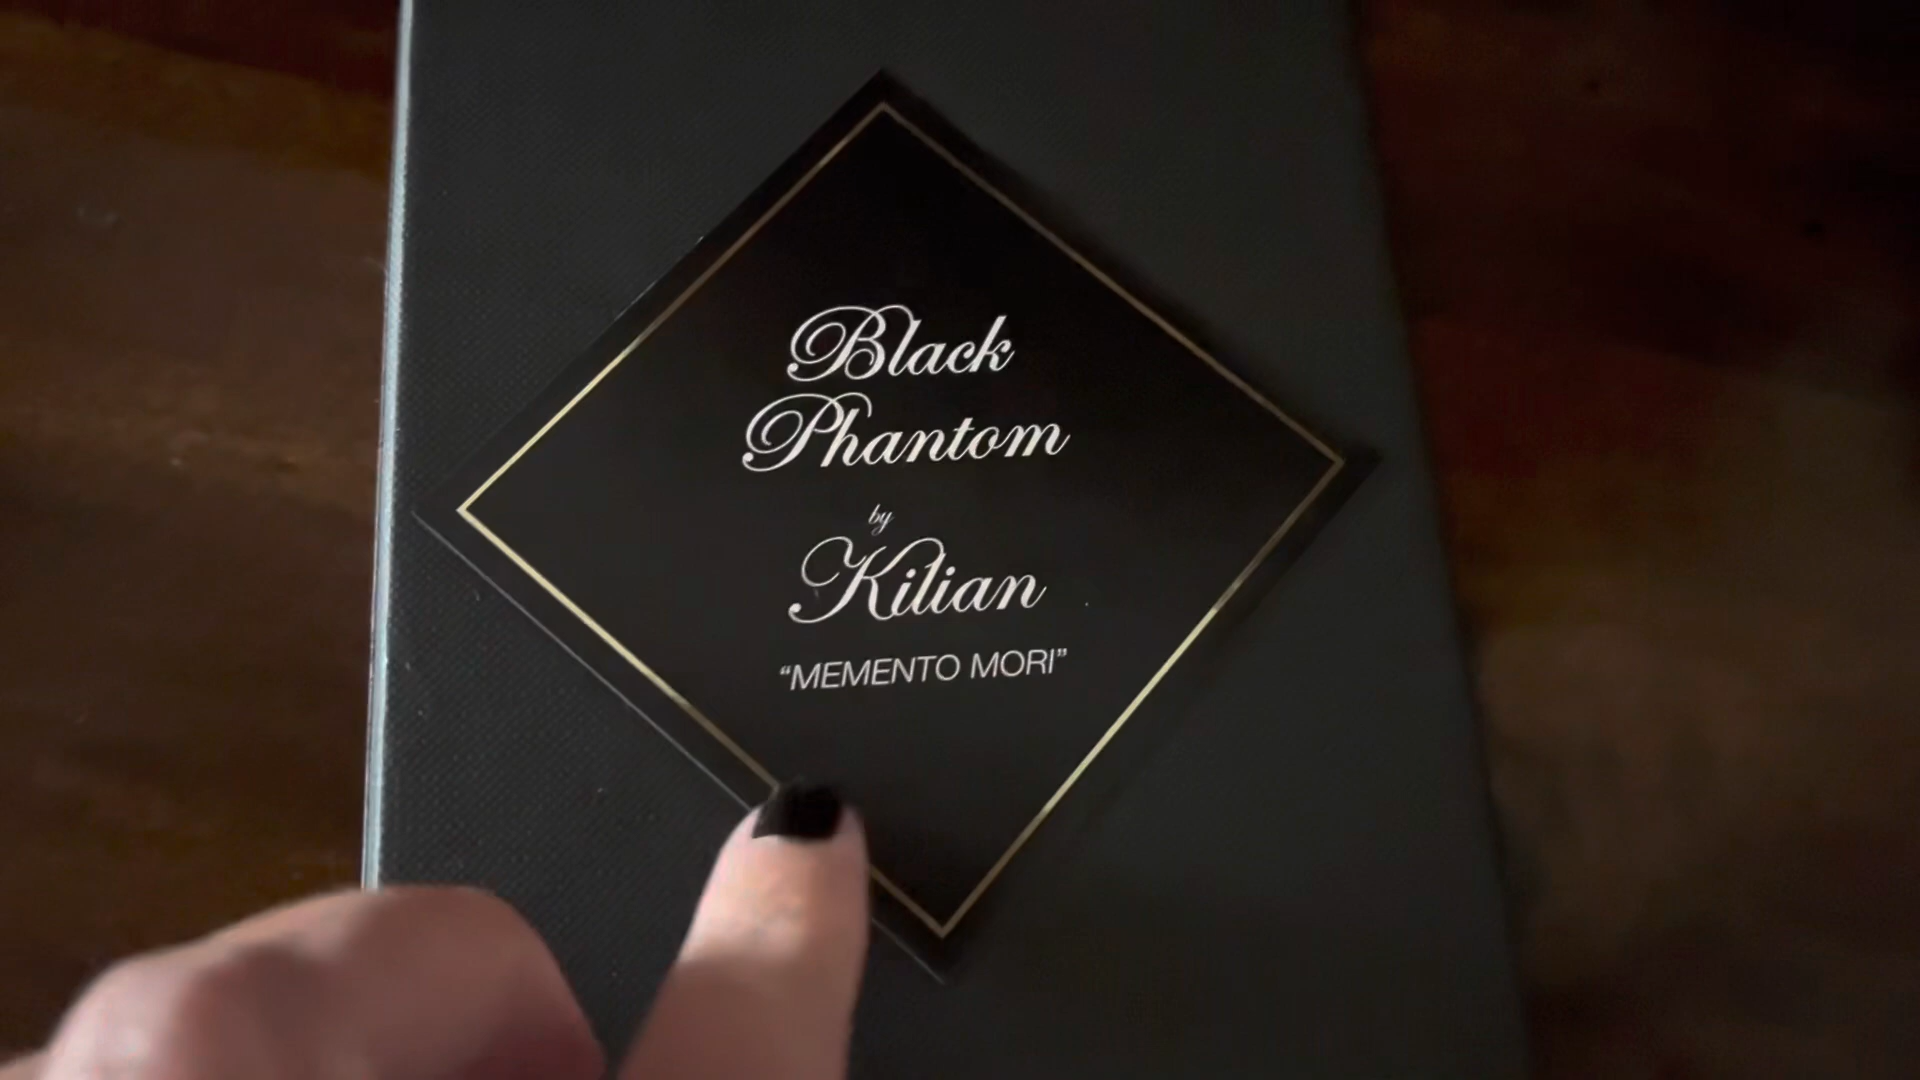 Black
Phantom
by
Kilian
“MEMENTO MORI”